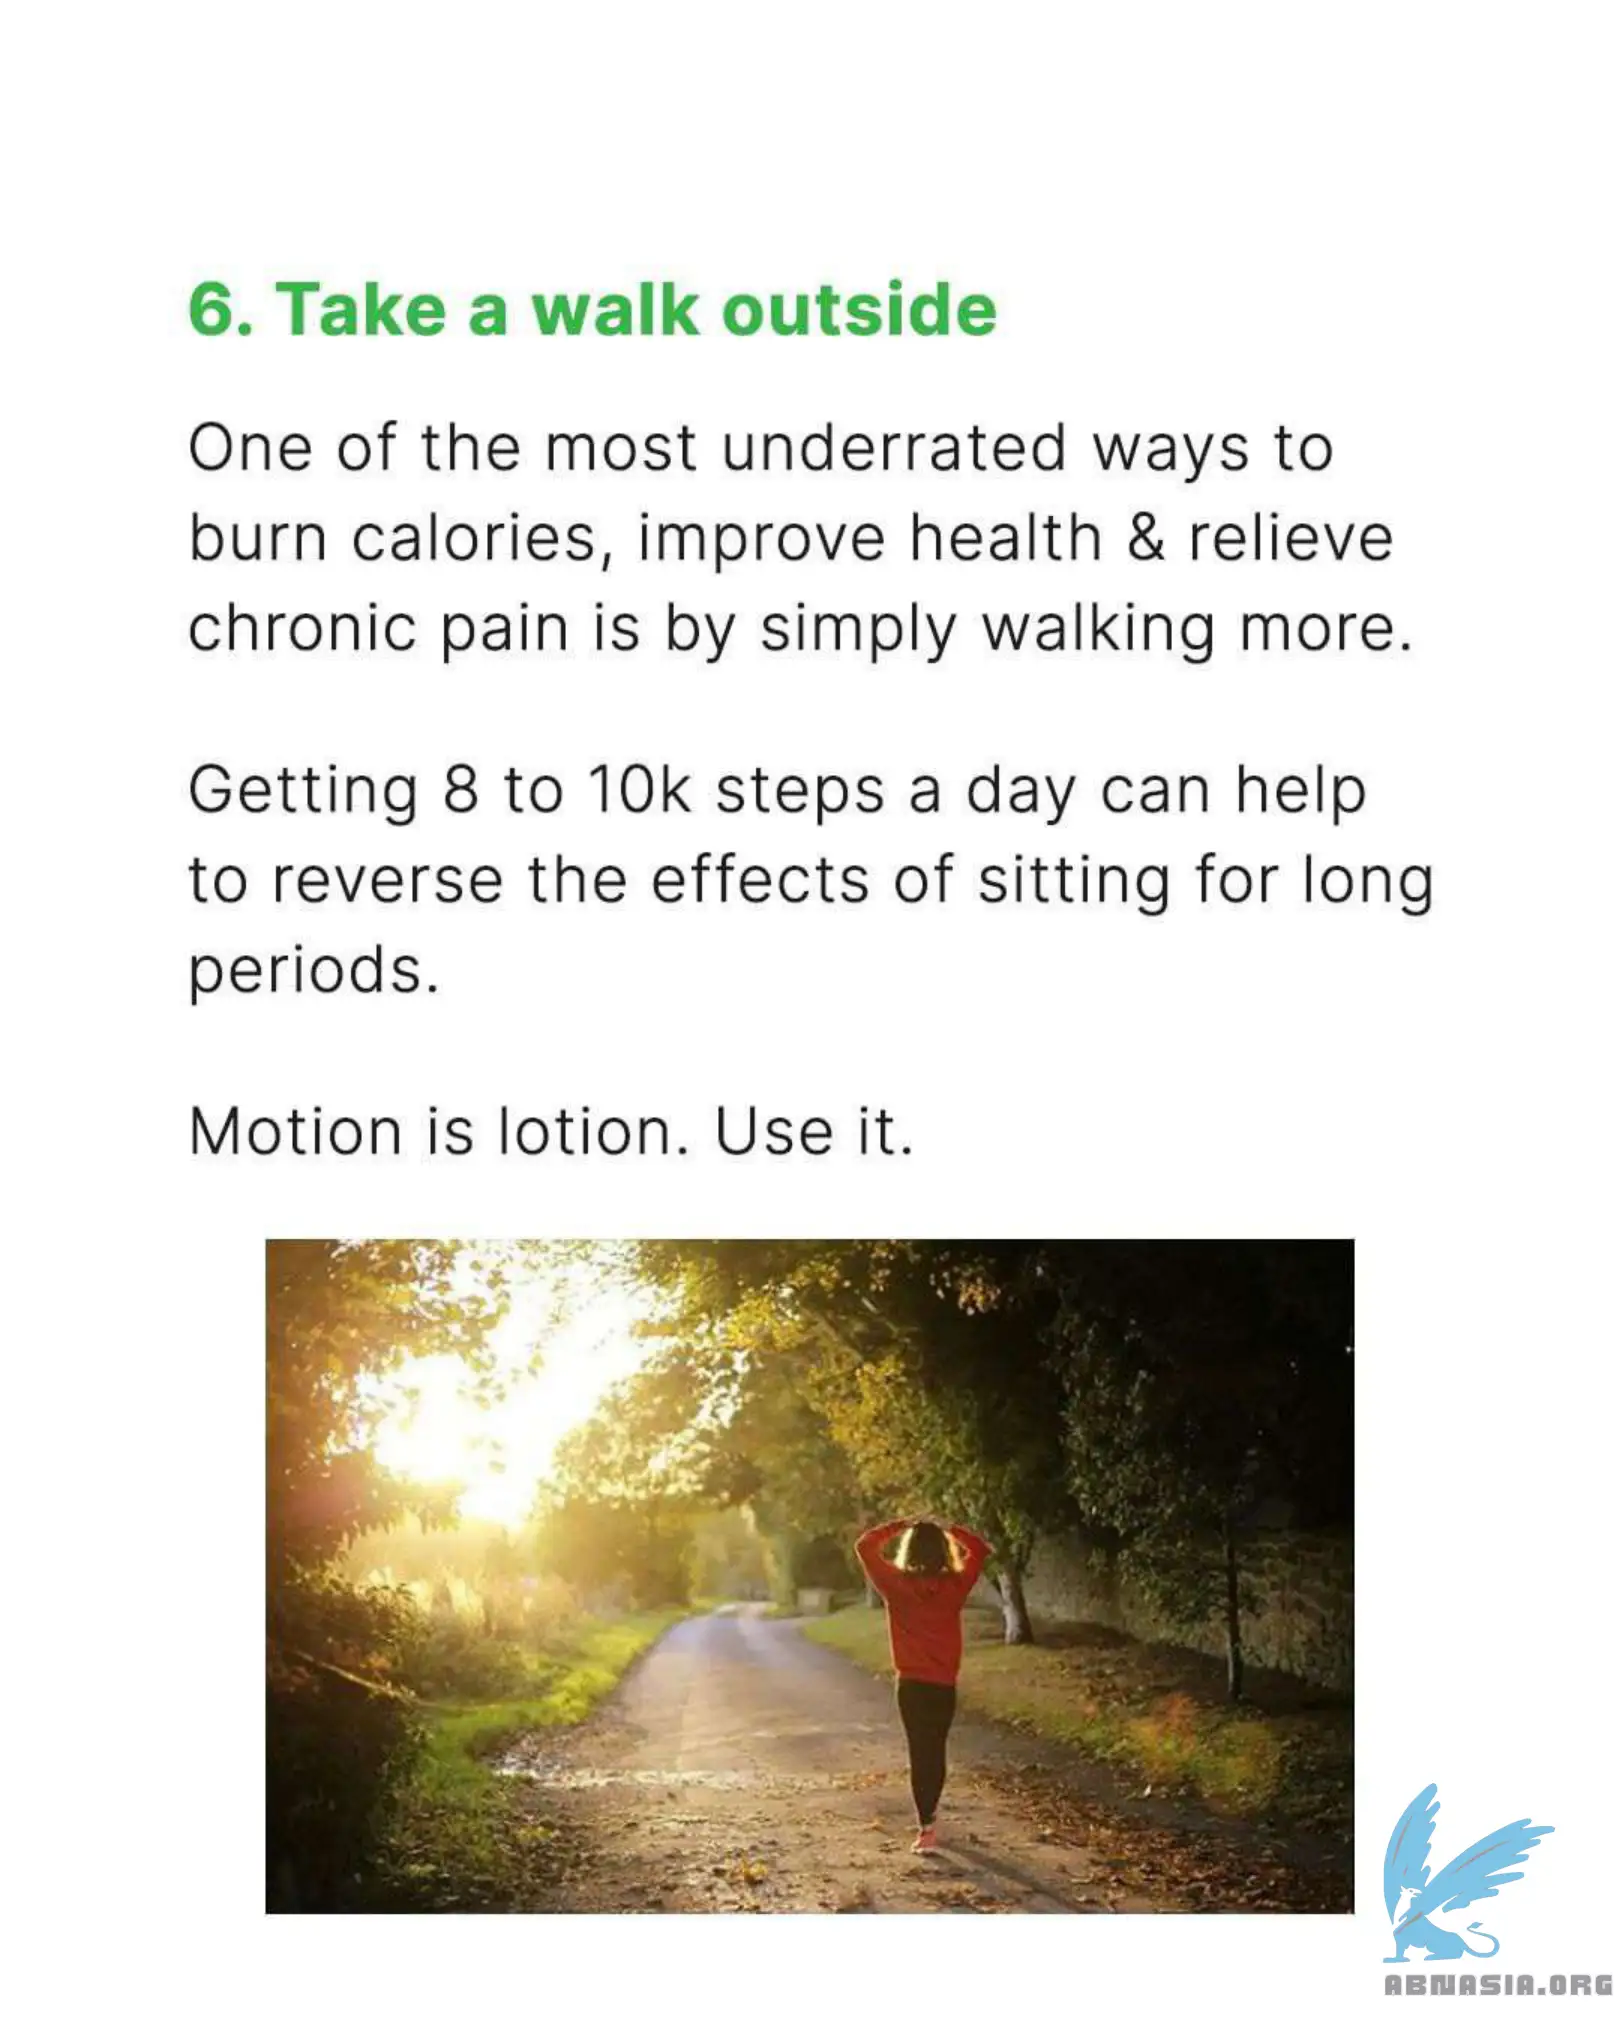 6. Take a walk outside
One of the most underrated ways to
burn calories, improve health & relieve
chronic pain is by simply walking more.
Getting 8 to 10k steps a day can help
to reverse the effects of sitting for long
periods.
Motion is lotion. Use it.
ABNASIA.ORG